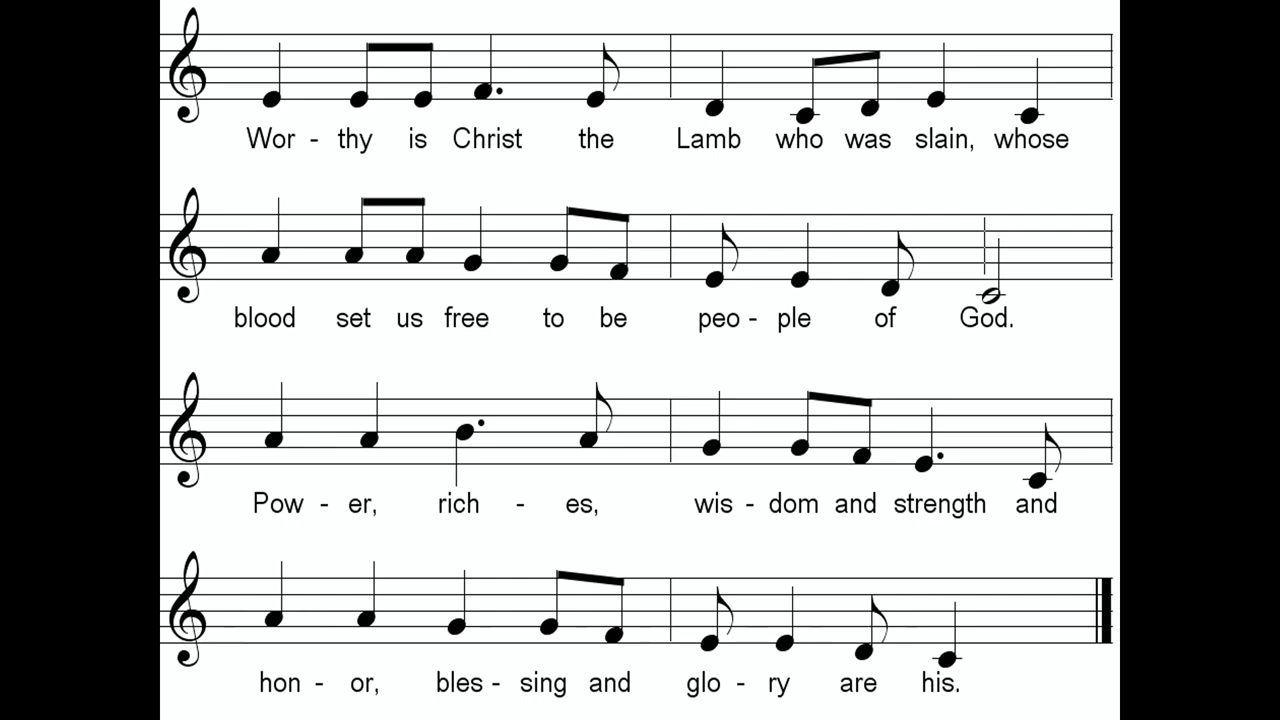 Wor - thy is Christ the Lamb who was slain, whose
blood set us free to be peo - ple of God.
Pow - er, rich - es, wis - dom and strength and
hon - or, bles - sing and glo - ry are his.